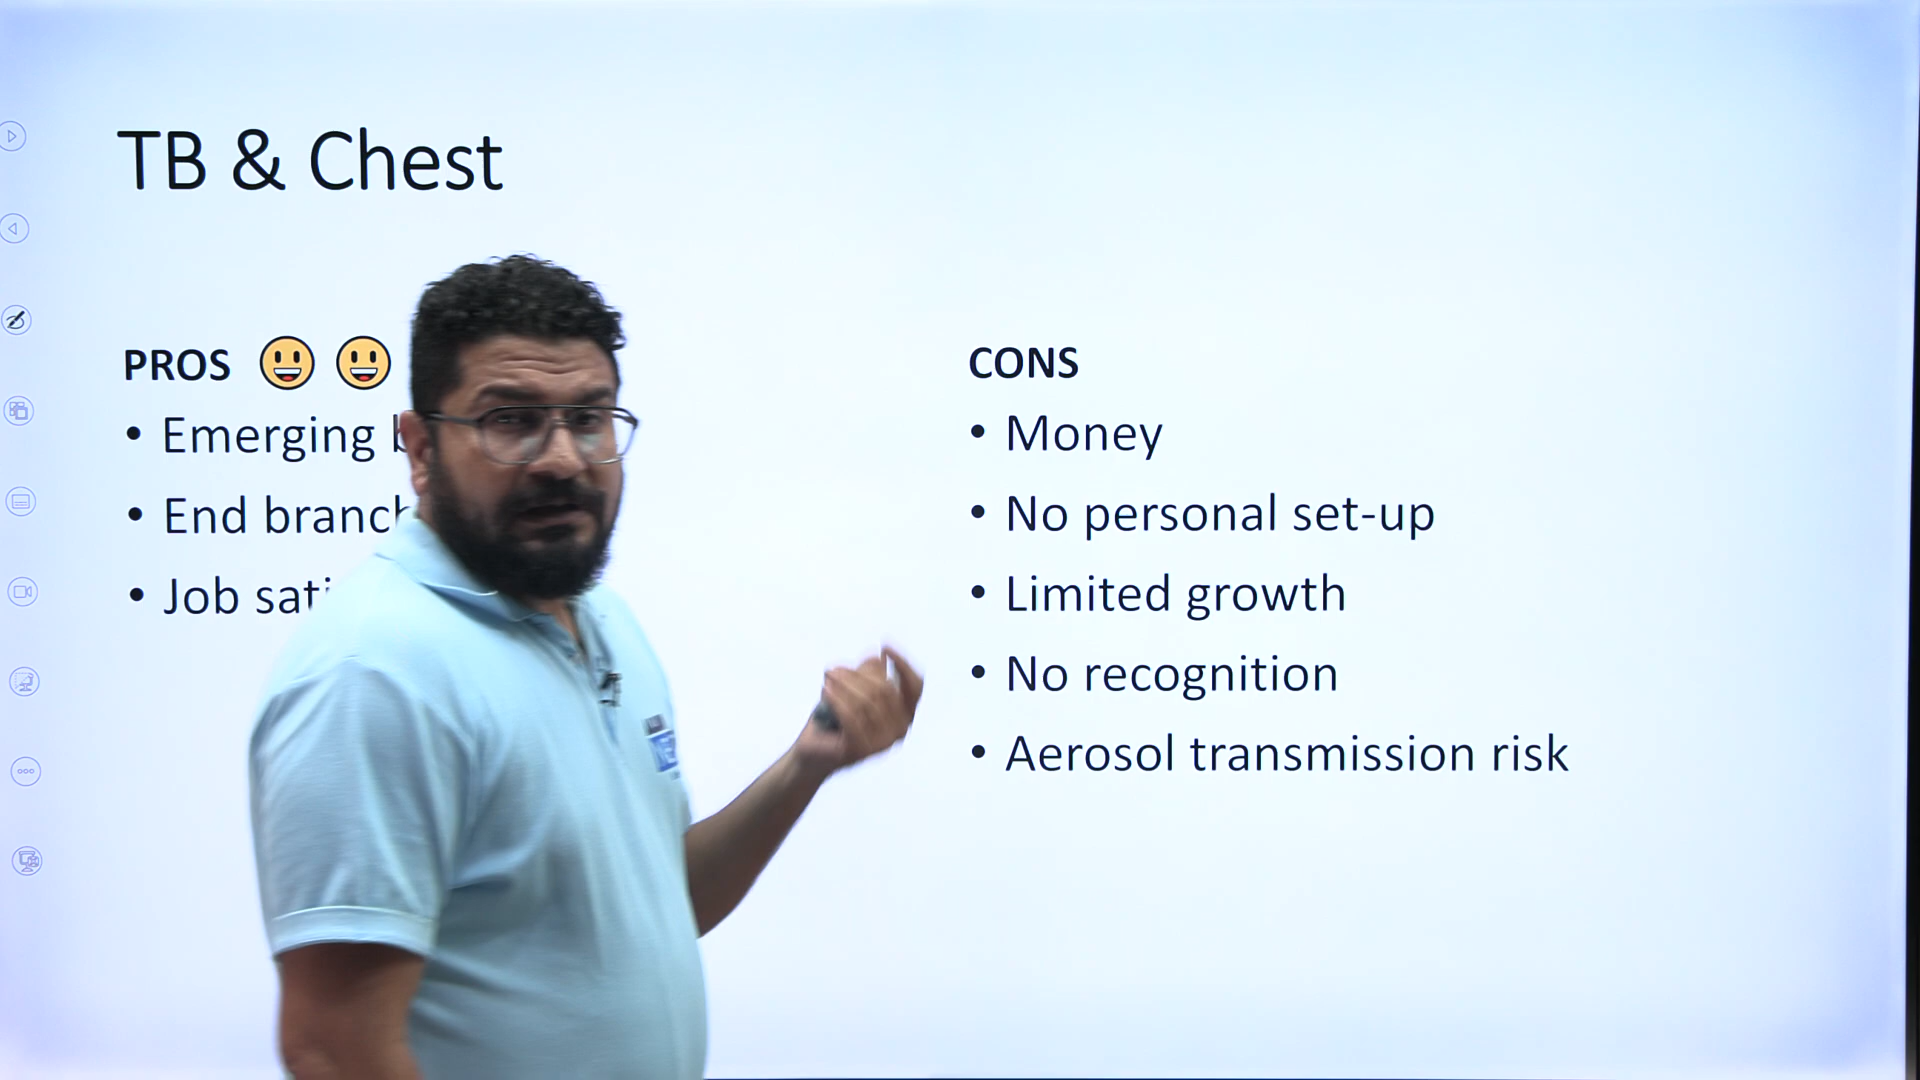 TB & Chest
PROS
• Emerging
• End branch
• Job
CONS
• Money
• No personal set-up
• Limited growth
• No recognition
• Aerosol transmission risk